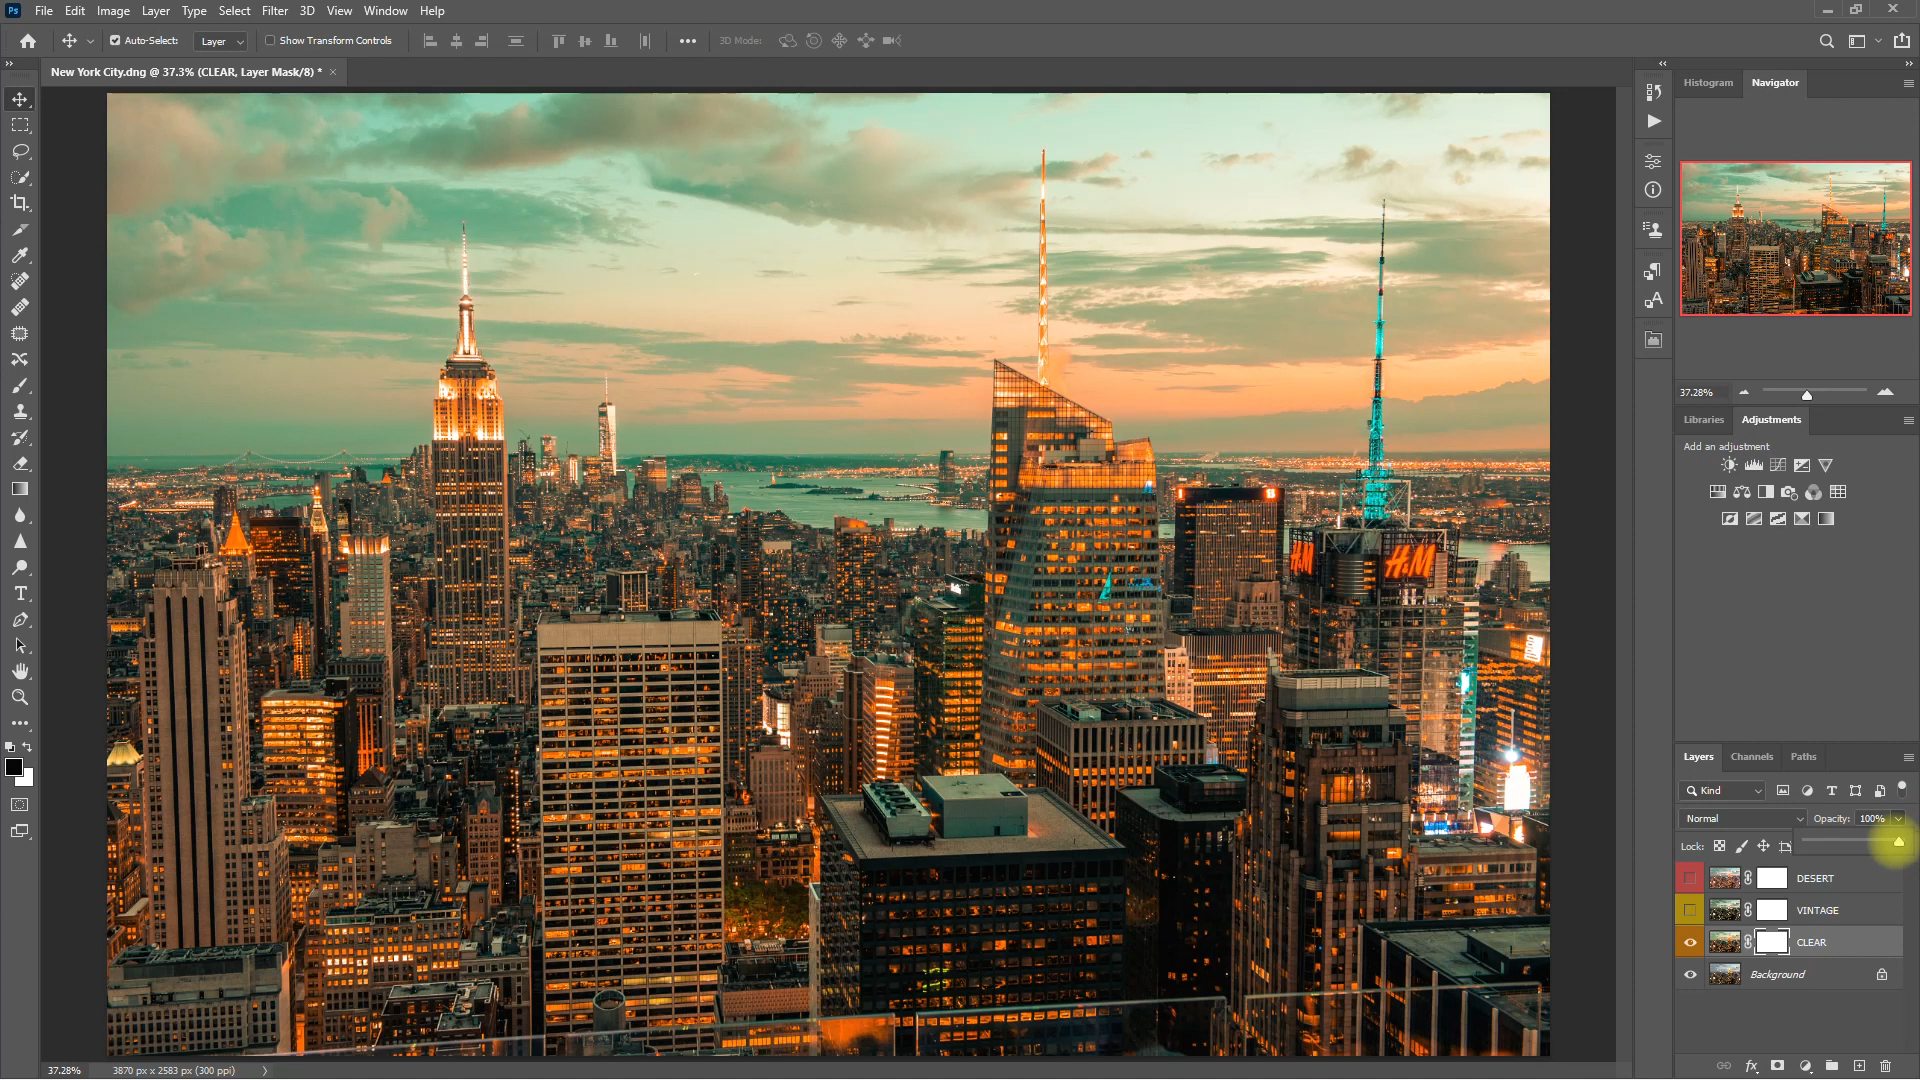 Ps File Edit Image Layer Type Select Filter 3D View Window Help
Auto-Select: Layer Show Transform Controls 3D Mode:
New York City.dng @ 37.3% (CLEAR, Layer Mask/8) *
Histogram Navigator
37.28%
Libraries Adjustments
Add an adjustment
H&M H&M
Layers Channels Paths
Kind
Normal Opacity: 100%
Lock:
DESERT
VINTAGE
CLEAR
Background
37.28% 3870 px x 2583 px (300 ppi)